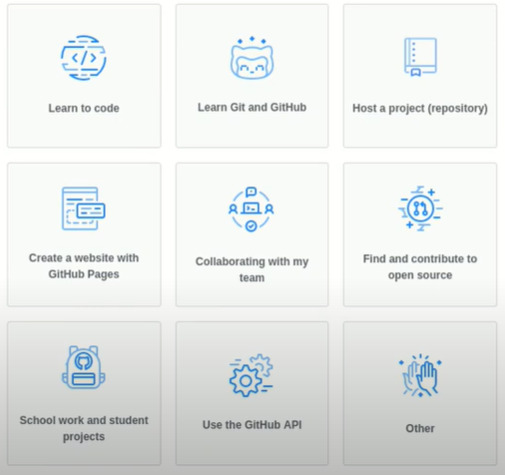 Learn to code
Learn Git and GitHub
Host a project (repository)
Create a website with
GitHub Pages
Collaborating with my
team
Find and contribute to
open source
School work and student
projects
Use the GitHub API
Other